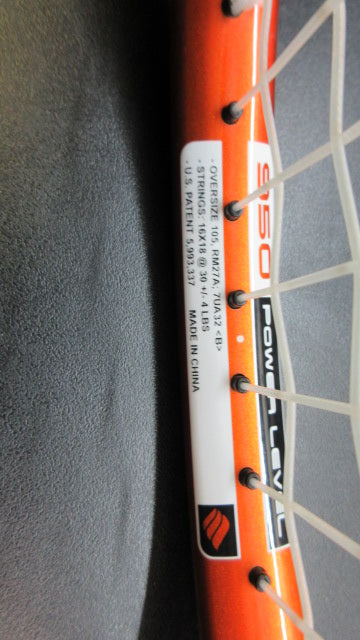 950 POWER LEVEL
- OVERSIZE 105, RM27A; 7UA32 <B>
- STRINGS: 16X18 @ 30 +/- 4 LBS
- U.S. PATENT 5,993,337 MADE IN CHINA